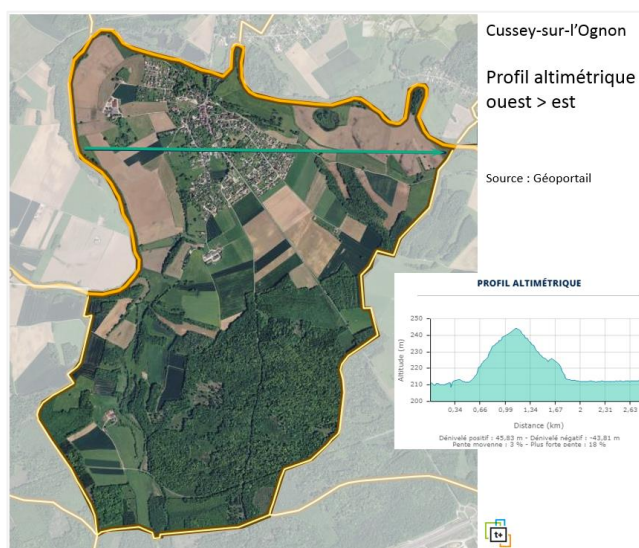 Cussey-sur-l'Ognon
Profil altimétrique
ouest > est
Source : Géoportail
PROFIL ALTIMÉTRIQUE
Altitude (m)
250
240
230
220
210
200
0,34 0,66 0,99 1,34 1,67 2 2,31 2,63
Distance (km)
Dénivelé positif : 45,83 m - Dénivelé négatif : -43,81 m
Pente moyenne : 3 % - Plus forte pente : 18 %
t+